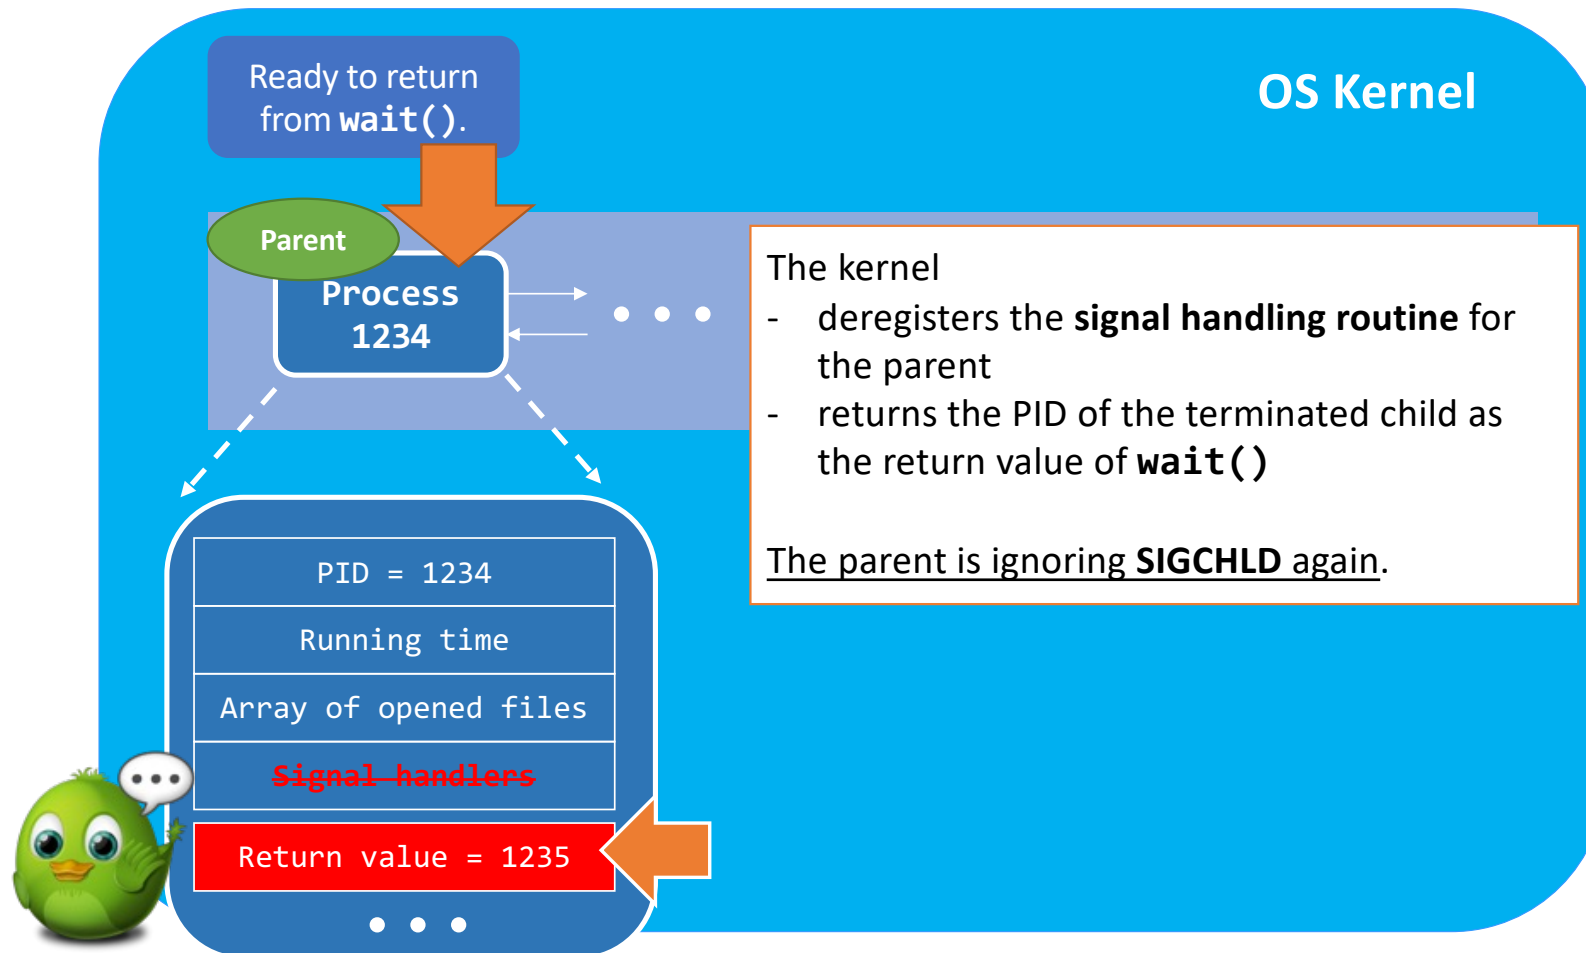 Ready to return
from wait().
OS Kernel
Parent
Process
1234
The kernel
- deregisters the signal handling routine for
the parent
- returns the PID of the terminated child as
the return value of wait()
The parent is ignoring SIGCHLD again.
PID = 1234
Running time
Array of opened files
Signal handlers
Return value = 1235